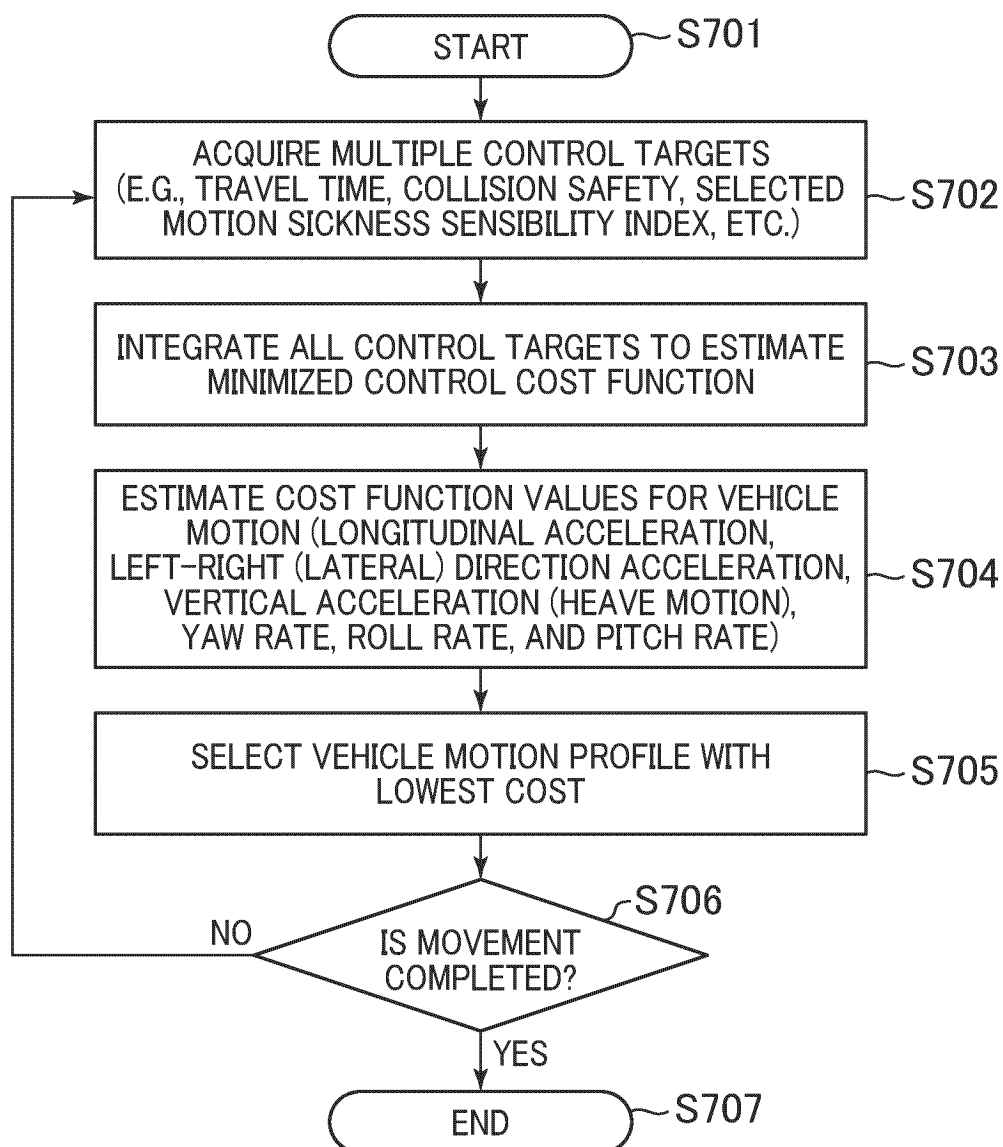 START
S701
ACQUIRE MULTIPLE CONTROL TARGETS
(E.G., TRAVEL TIME, COLLISION SAFETY, SELECTED
MOTION SICKNESS SENSIBILITY INDEX, ETC.)
S702
INTEGRATE ALL CONTROL TARGETS TO ESTIMATE
MINIMIZED CONTROL COST FUNCTION
S703
ESTIMATE COST FUNCTION VALUES FOR VEHICLE
MOTION (LONGITUDINAL ACCELERATION,
LEFT-RIGHT (LATERAL) DIRECTION ACCELERATION,
VERTICAL ACCELERATION (HEAVE MOTION),
YAW RATE, ROLL RATE, AND PITCH RATE)
S704
SELECT VEHICLE MOTION PROFILE WITH
LOWEST COST
S705
S706
NO
IS MOVEMENT
COMPLETED?
YES
END
S707